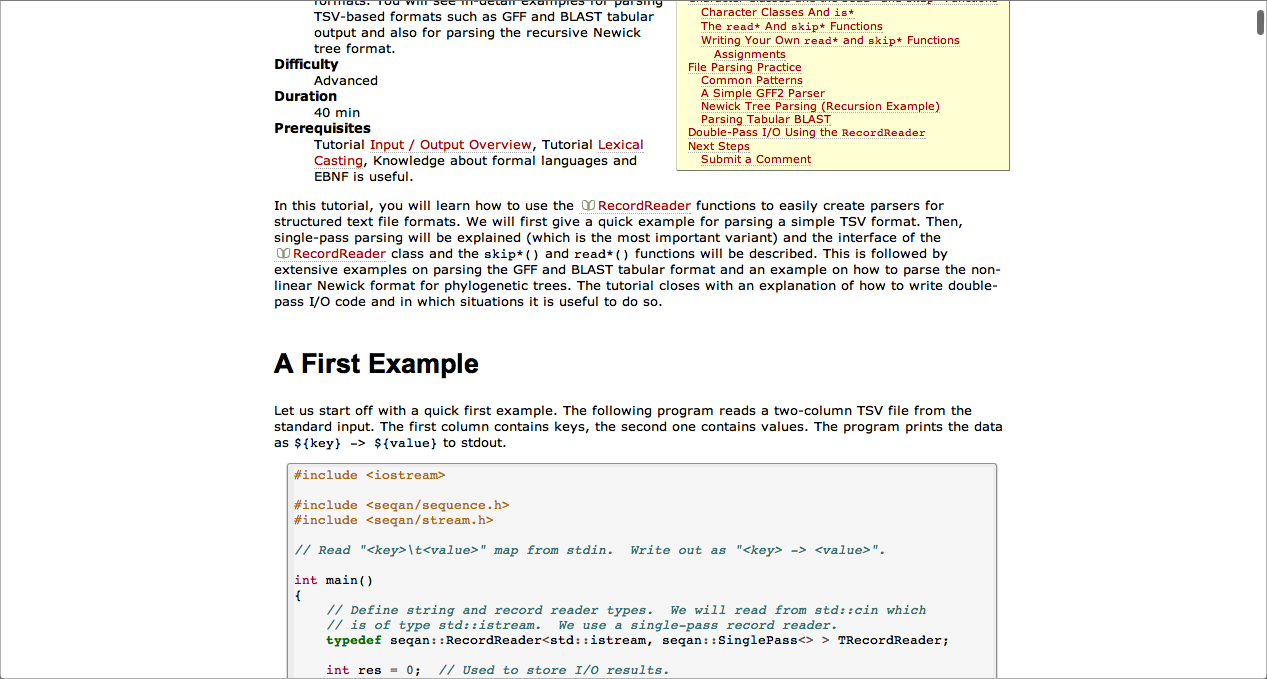 formats. You will see in-detail examples for parsing
TSV-based formats such as GFF and BLAST tabular
output and also for parsing the recursive Newick
tree format.
Difficulty
Advanced
Duration
40 min
Prerequisites
Tutorial Input / Output Overview, Tutorial Lexical
Casting, Knowledge about formal languages and
EBNF is useful.
Character Classes And is*
The read* And skip* Functions
Writing Your Own read* and skip* Functions
Assignments
File Parsing Practice
Common Patterns
A Simple GFF2 Parser
Newick Tree Parsing (Recursion Example)
Parsing Tabular BLAST
Double-Pass I/O Using the RecordReader
Next Steps
Submit a Comment
In this tutorial, you will learn how to use the RecordReader functions to easily create parsers for
structured text file formats. We will first give a quick example for parsing a simple TSV format. Then,
single-pass parsing will be explained (which is the most important variant) and the interface of the
RecordReader class and the skip*() and read*() functions will be described. This is followed by
extensive examples on parsing the GFF and BLAST tabular format and an example on how to parse the non-
linear Newick format for phylogenetic trees. The tutorial closes with an explanation of how to write double-
pass I/O code and in which situations it is useful to do so.
A First Example
Let us start off with a quick first example. The following program reads a two-column TSV file from the
standard input. The first column contains keys, the second one contains values. The program prints the data
as ${key} -> ${value} to stdout.
#include <iostream>
#include <seqan/sequence.h>
#include <seqan/stream.h>
// Read "<key>\t<value>" map from stdin.  Write out as "<key> -> <value>".
int main()
{
// Define string and record reader types.  We will read from std::cin which
// is of type std::istream.  We use a single-pass record reader.
typedef seqan::RecordReader<std::istream, seqan::SinglePass<> > TRecordReader;
int res = 0;  // Used to store I/O results.